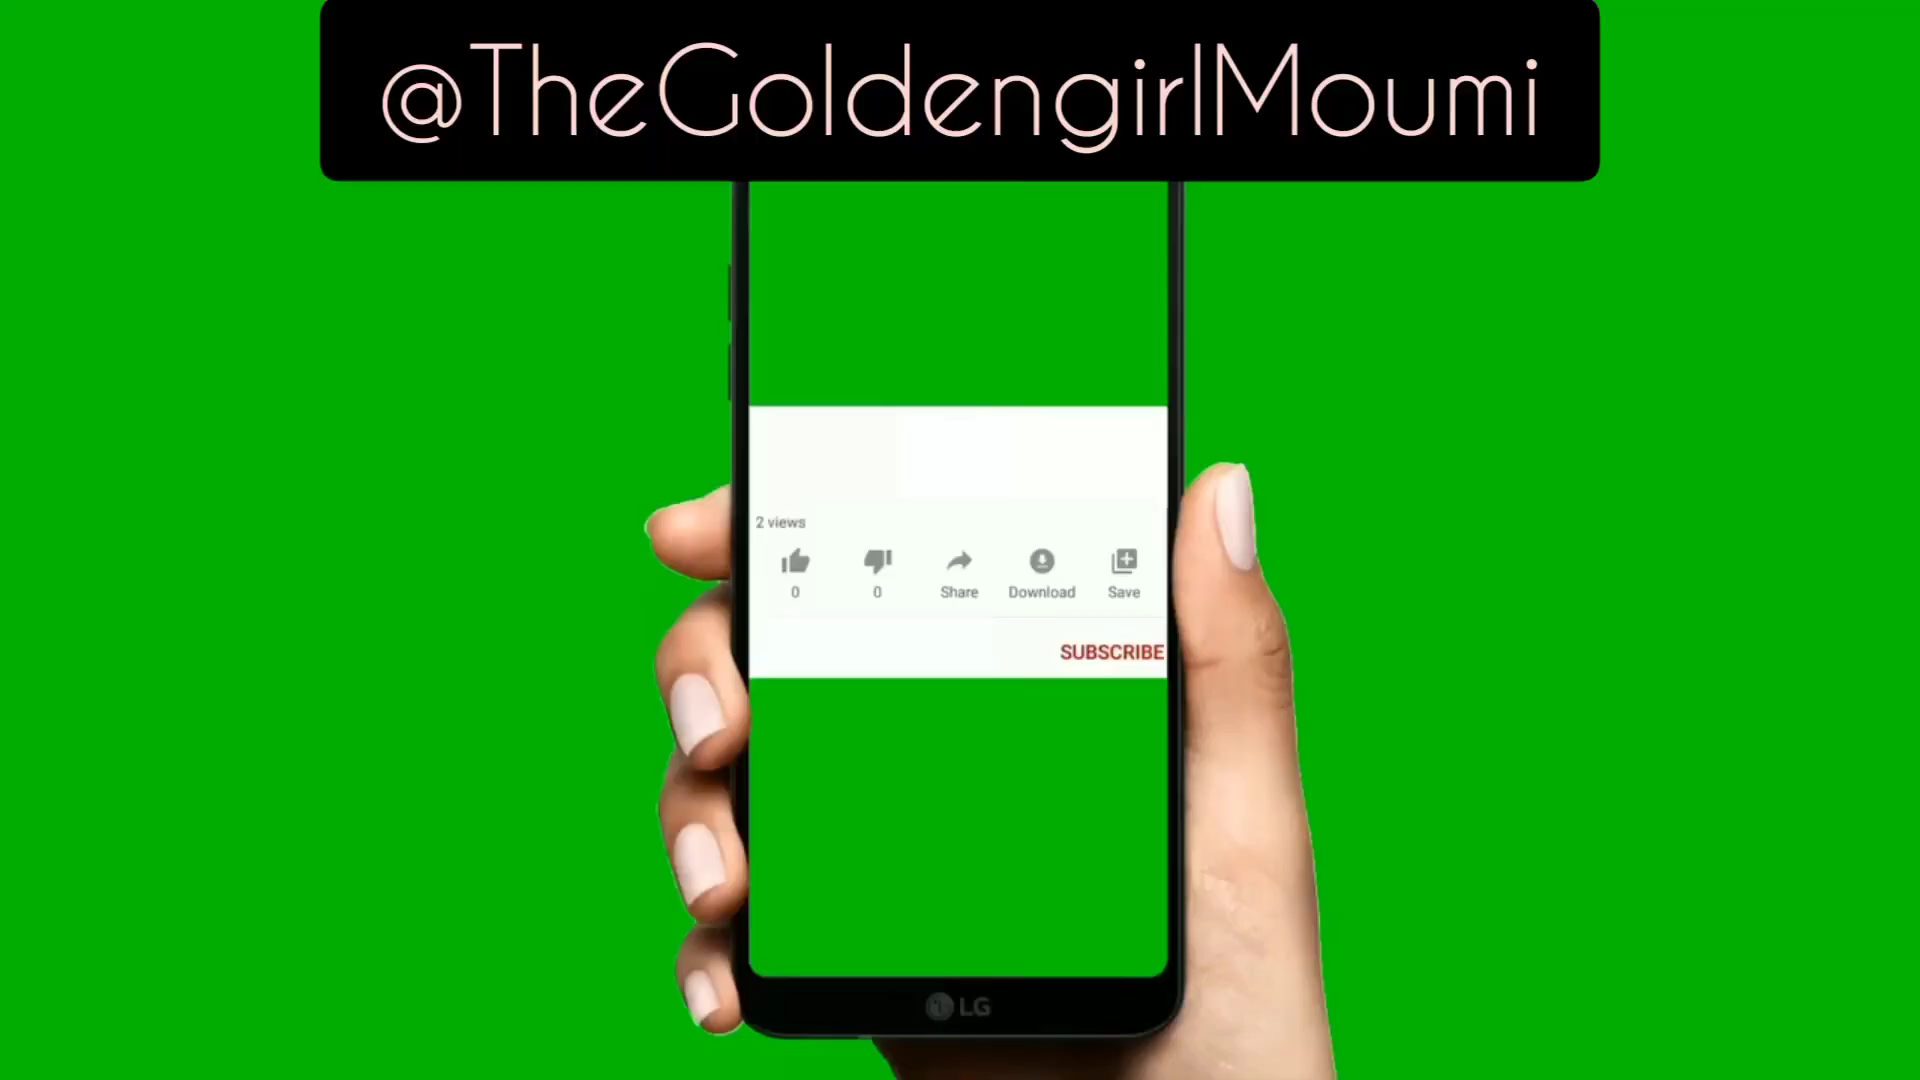 @TheGoldengirlMoumi
2 views
0 0 Share Download Save
SUBSCRIBE
LG